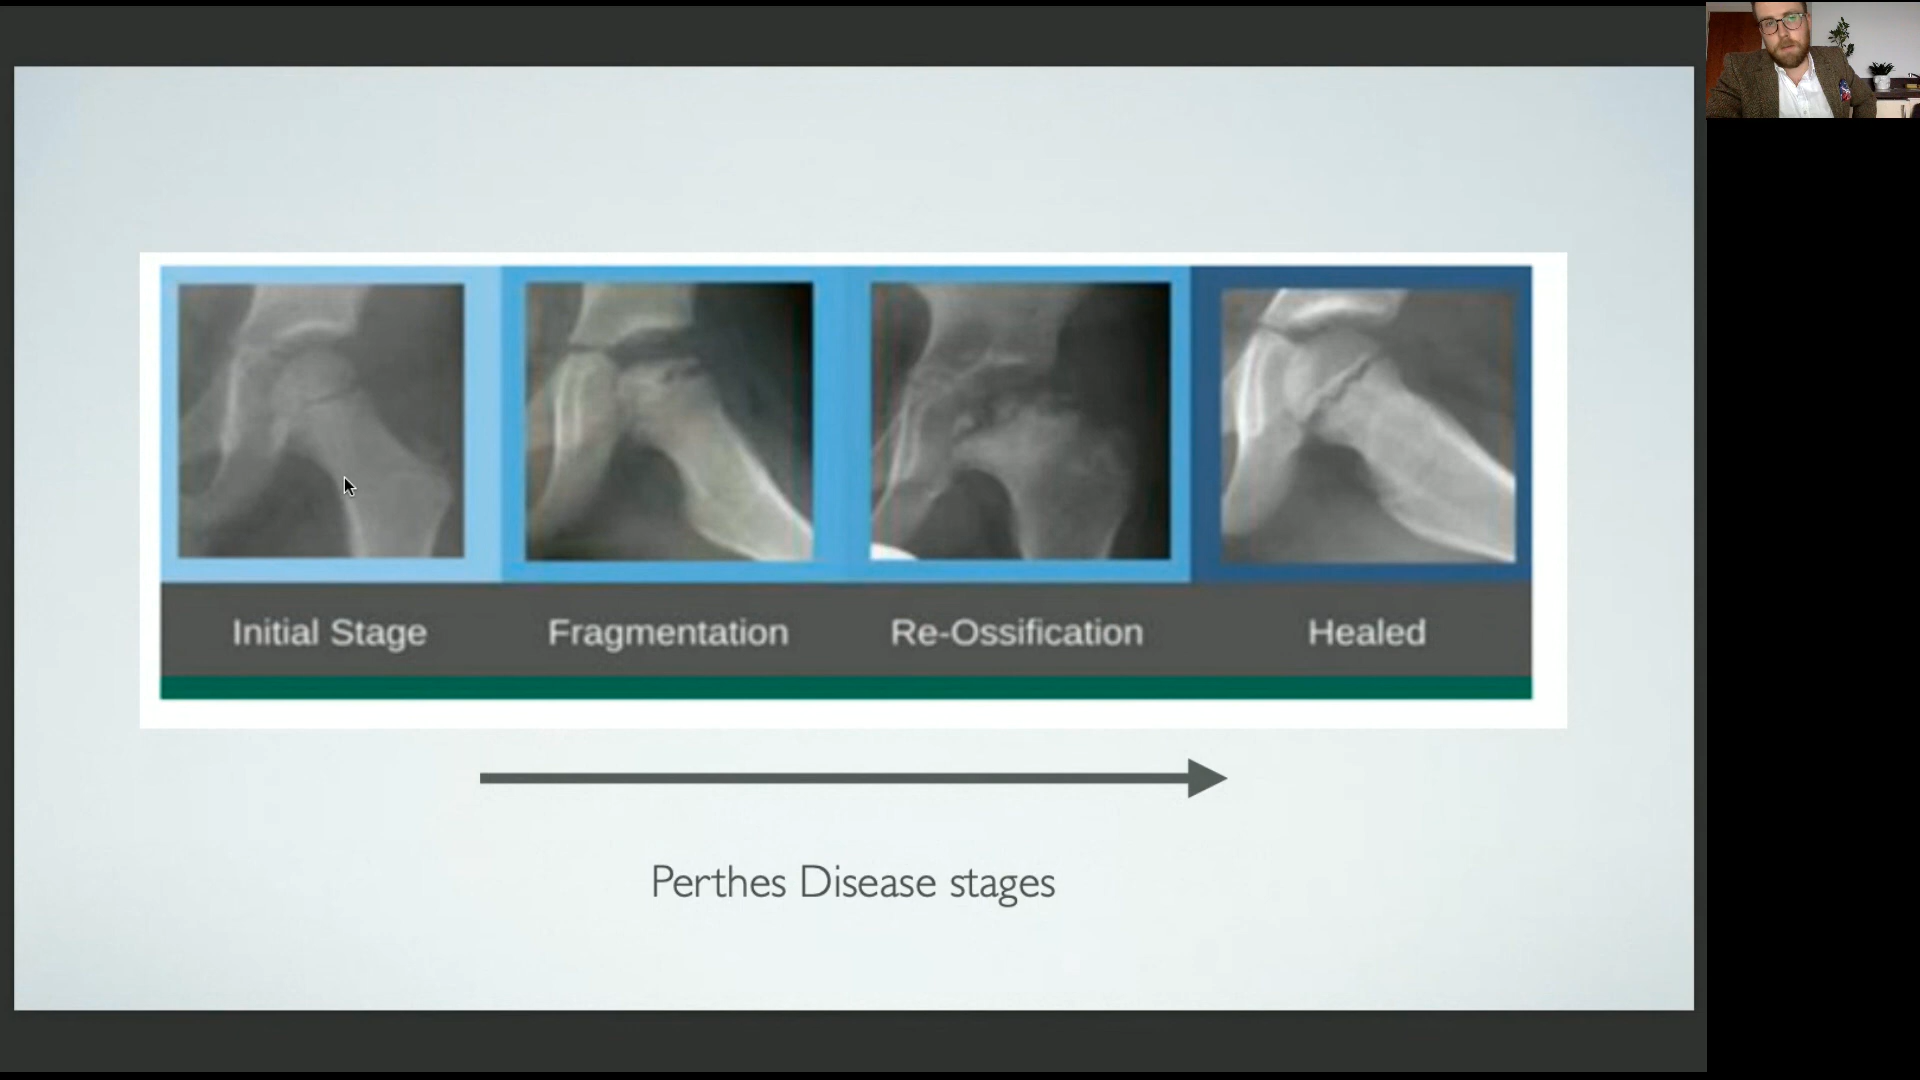 Initial Stage
Fragmentation
Re-Ossification
Healed
Perthes Disease stages